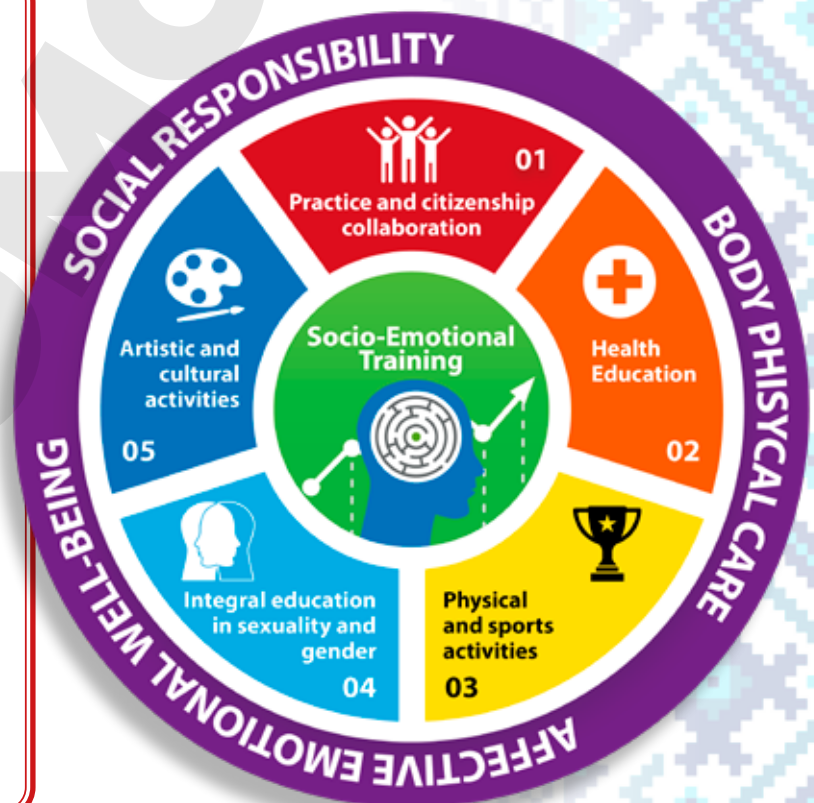 SOCIAL RESPONSIBILITY
BODY PHISYCAL CARE
AFFECTIVE EMOTIONAL WELL-BEING
01
Practice and citizenship
collaboration
02
Health
Education
03
Physical
and sports
activities
04
Integral education
in sexuality and
gender
05
Artistic and
cultural
activities
Socio-Emotional
Training